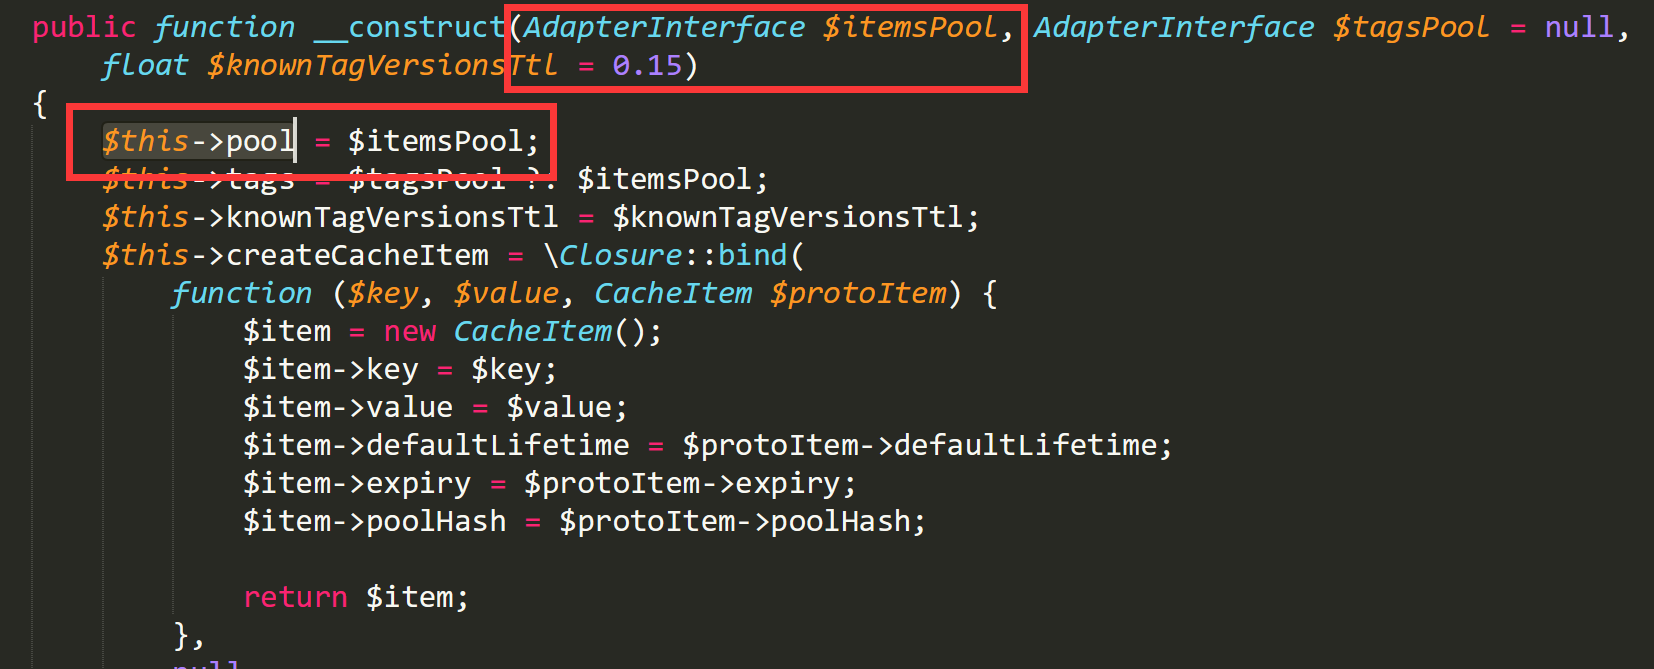 public function __construct(AdapterInterface $itemsPool, AdapterInterface $tagsPool = null,
float $knownTagVersionsTtl = 0.15)
{
$this->pool = $itemsPool;
$this->tags = $tagsPool ?: $itemsPool;
$this->knownTagVersionsTtl = $knownTagVersionsTtl;
$this->createCacheItem = \Closure::bind(
function ($key, $value, CacheItem $protoItem) {
$item = new CacheItem();
$item->key = $key;
$item->value = $value;
$item->defaultLifetime = $protoItem->defaultLifetime;
$item->expiry = $protoItem->expiry;
$item->poolHash = $protoItem->poolHash;
return $item;
},
null